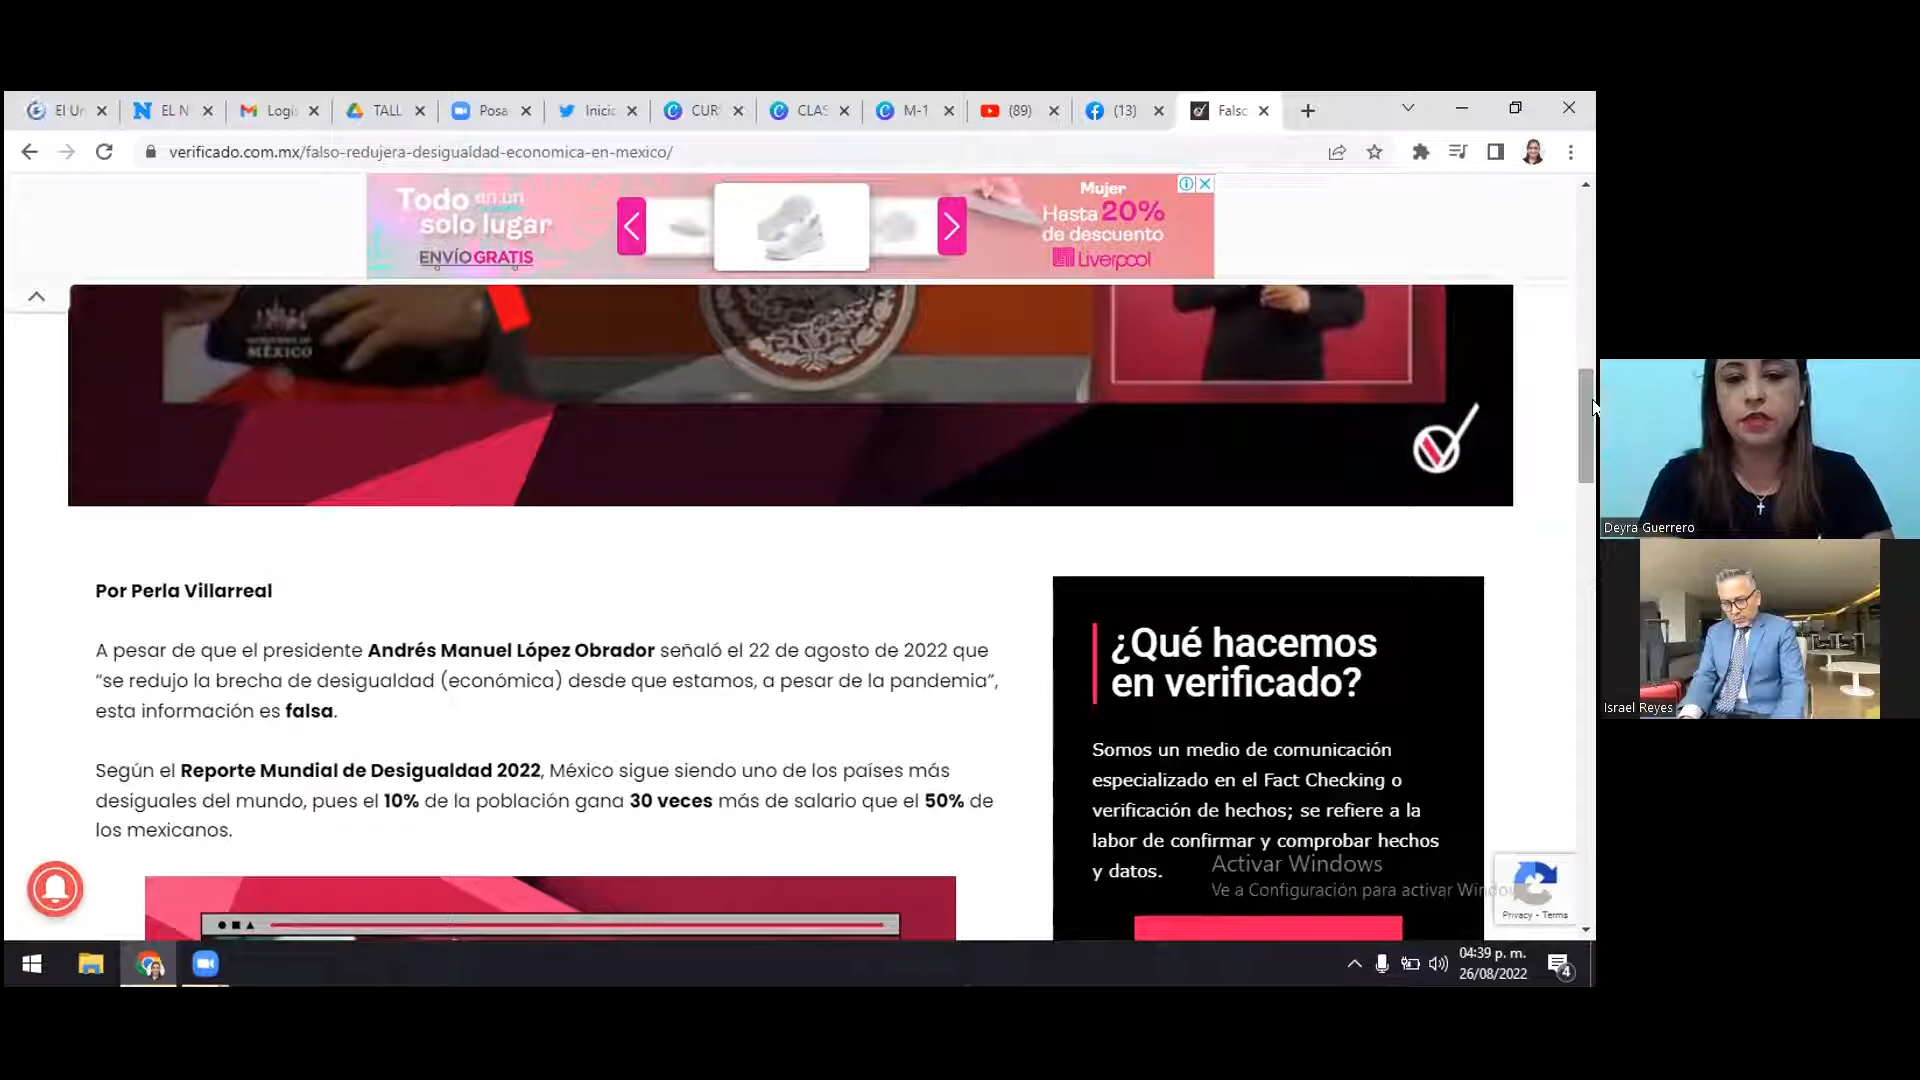 El Un
EL N
Logi
TALL
Posa
Inicio
CUR
CLAS
M-1
(89)
(13)
Falso
verificado.com.mx/falso-redujera-desigualdad-economica-en-mexico/
Todo en un
solo lugar
ENVÍO GRATIS
Mujer
Hasta 20%
de descuento
Liverpool
MÉXICO
Por Perla Villarreal
A pesar de que el presidente Andrés Manuel López Obrador señaló el 22 de agosto de 2022 que
“se redujo la brecha de desigualdad (económica) desde que estamos, a pesar de la pandemia”,
esta información es falsa.
Según el Reporte Mundial de Desigualdad 2022, México sigue siendo uno de los países más
desiguales del mundo, pues el 10% de la población gana 30 veces más de salario que el 50% de
los mexicanos.
¿Qué hacemos
en verificado?
Somos un medio de comunicación
especializado en el Fact Checking o
verificación de hechos; se refiere a la
labor de confirmar y comprobar hechos
y datos.
Activar Windows
Ve a Configuración para activar Windo
Privacy - Terms
Deyra Guerrero
Israel Reyes
04:39 p. m.
26/08/2022
4